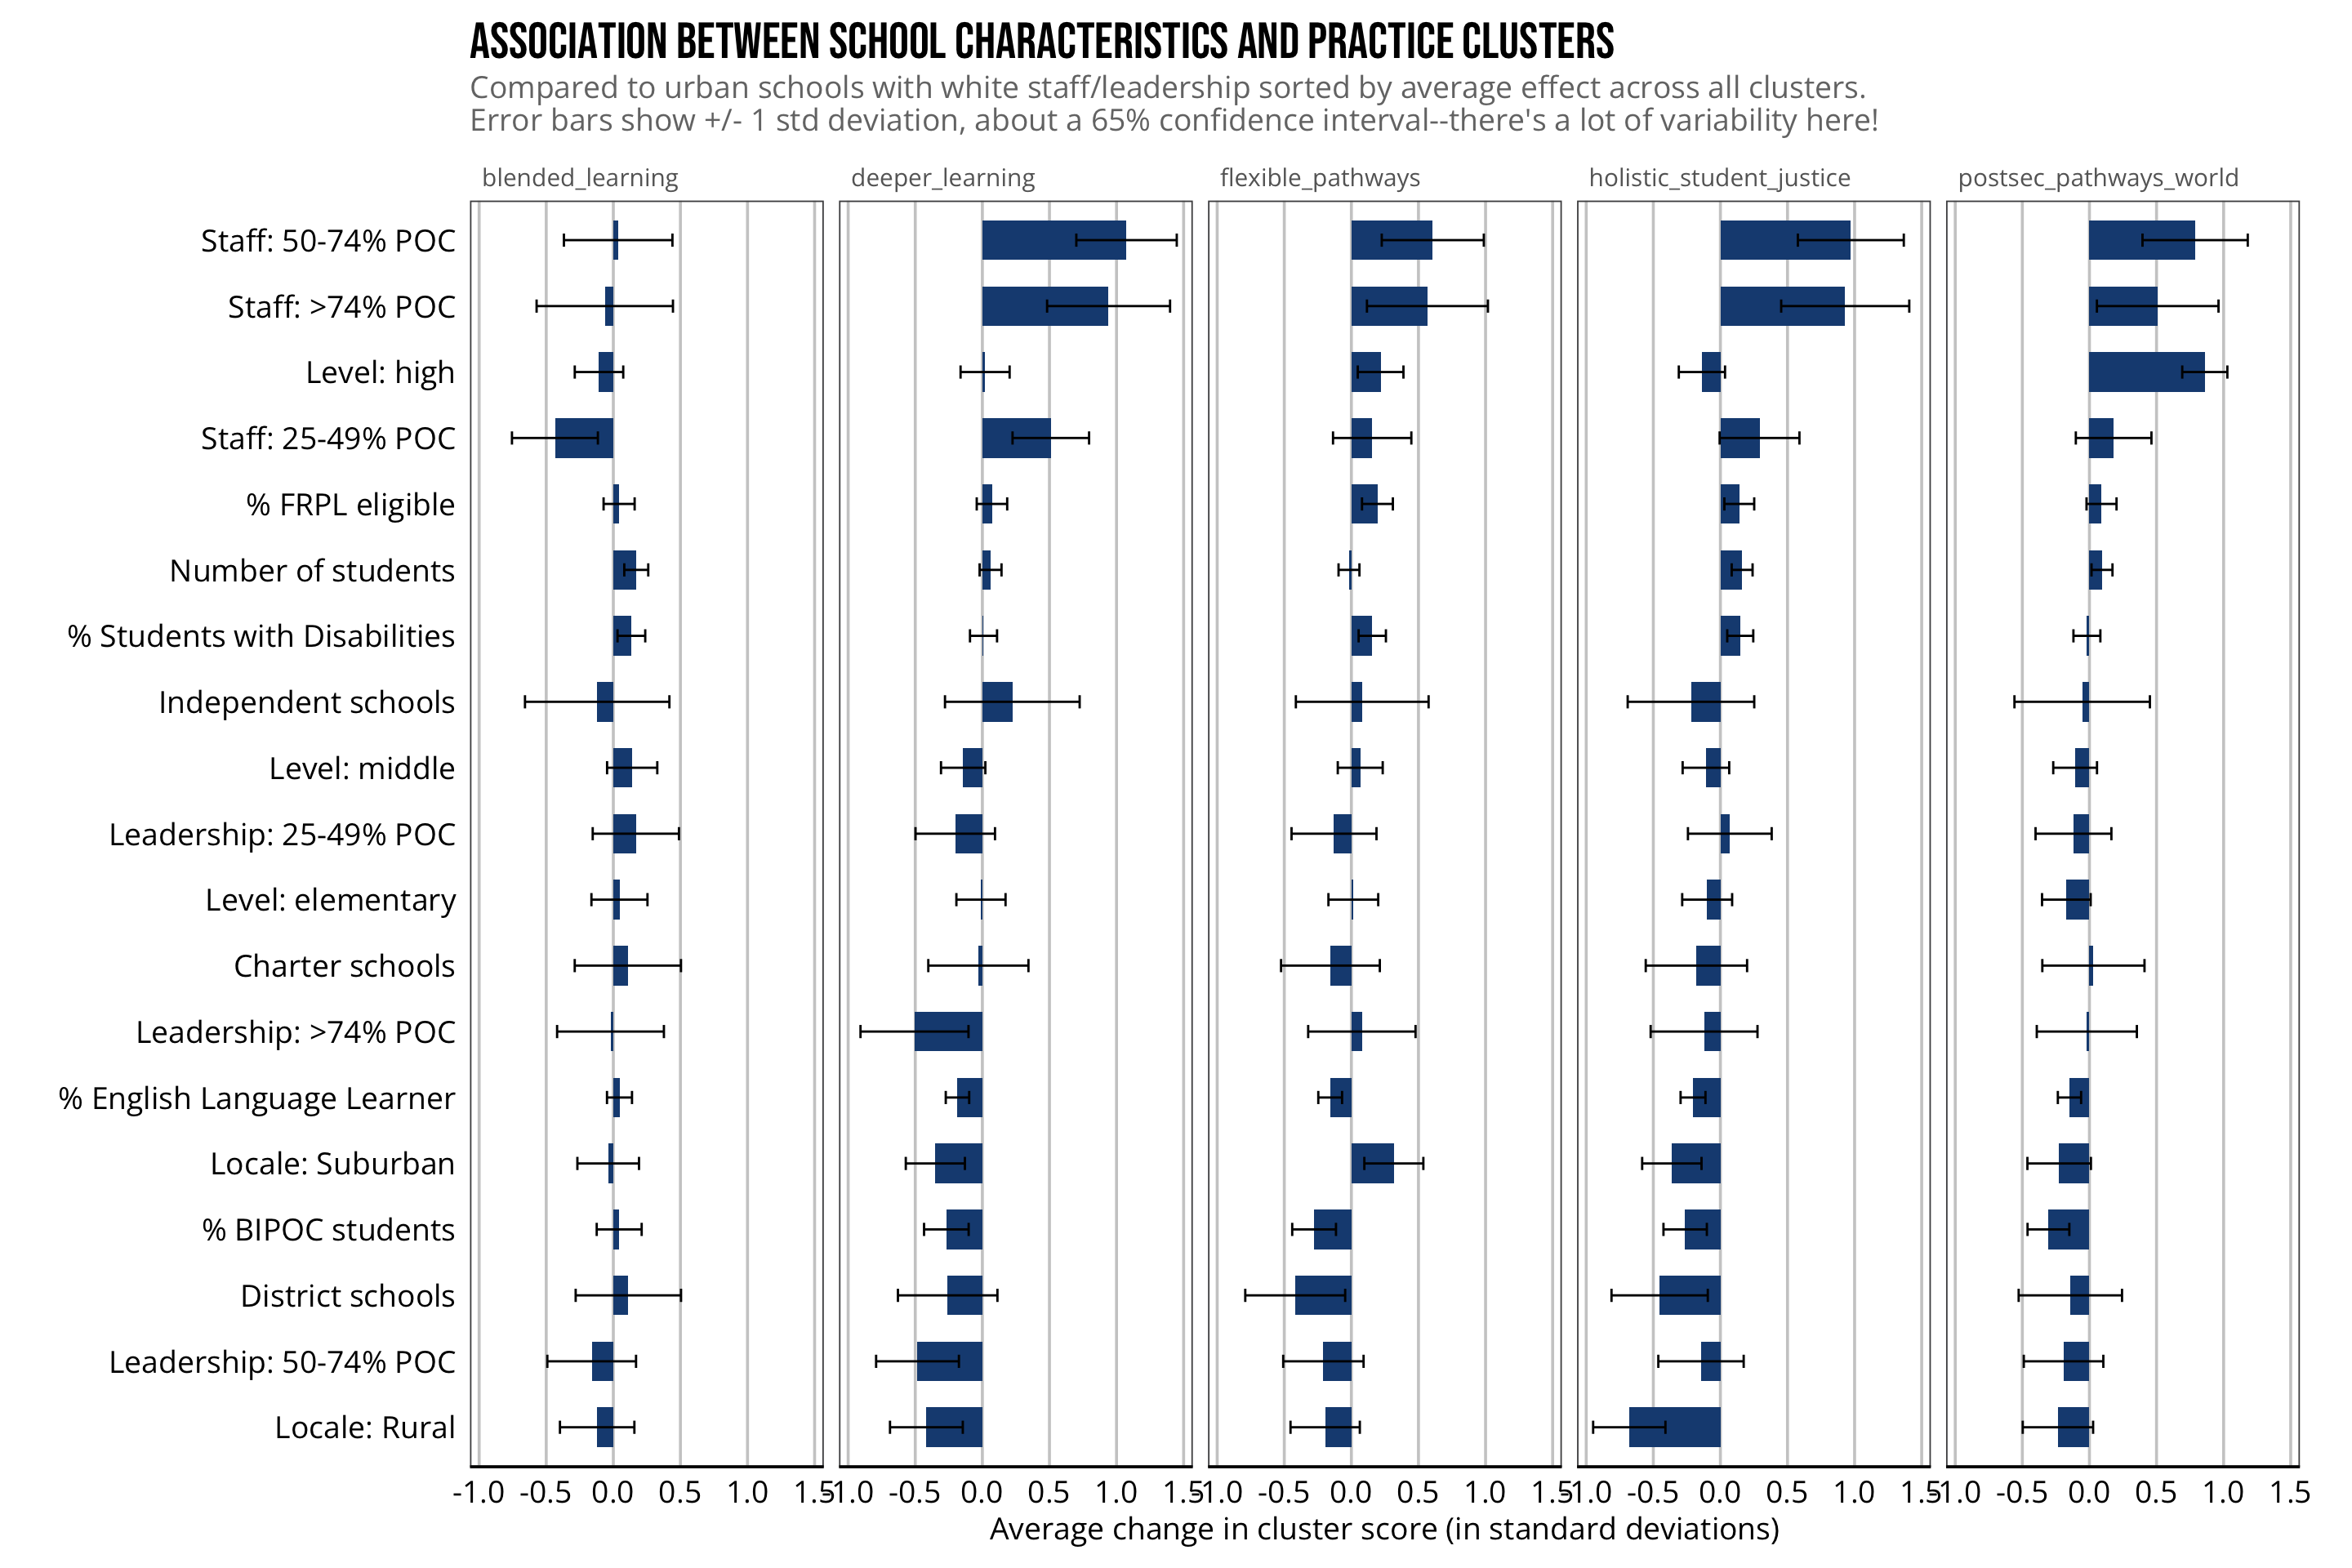 ASSOCIATION BETWEEN SCHOOL CHARACTERISTICS AND PRACTICE CLUSTERS
Compared to urban schools with white staff/leadership sorted by average effect across all clusters.
Error bars show +/- 1 std deviation, about a 65% confidence interval--there's a lot of variability here!
blended_learning deeper_learning flexible_pathways holistic_student_justice postsec_pathways_world
Staff: 50-74% POC
Staff: >74% POC
Level: high
Staff: 25-49% POC
% FRPL eligible
Number of students
% Students with Disabilities
Independent schools
Level: middle
Leadership: 25-49% POC
Level: elementary
Charter schools
Leadership: >74% POC
% English Language Learner
Locale: Suburban
% BIPOC students
District schools
Leadership: 50-74% POC
Locale: Rural
-1.0 -0.5 0.0 0.5 1.0 1.5 -1.0 -0.5 0.0 0.5 1.0 1.5 -1.0 -0.5 0.0 0.5 1.0 1.5 -1.0 -0.5 0.0 0.5 1.0 1.5 -1.0 -0.5 0.0 0.5 1.0 1.5
Average change in cluster score (in standard deviations)